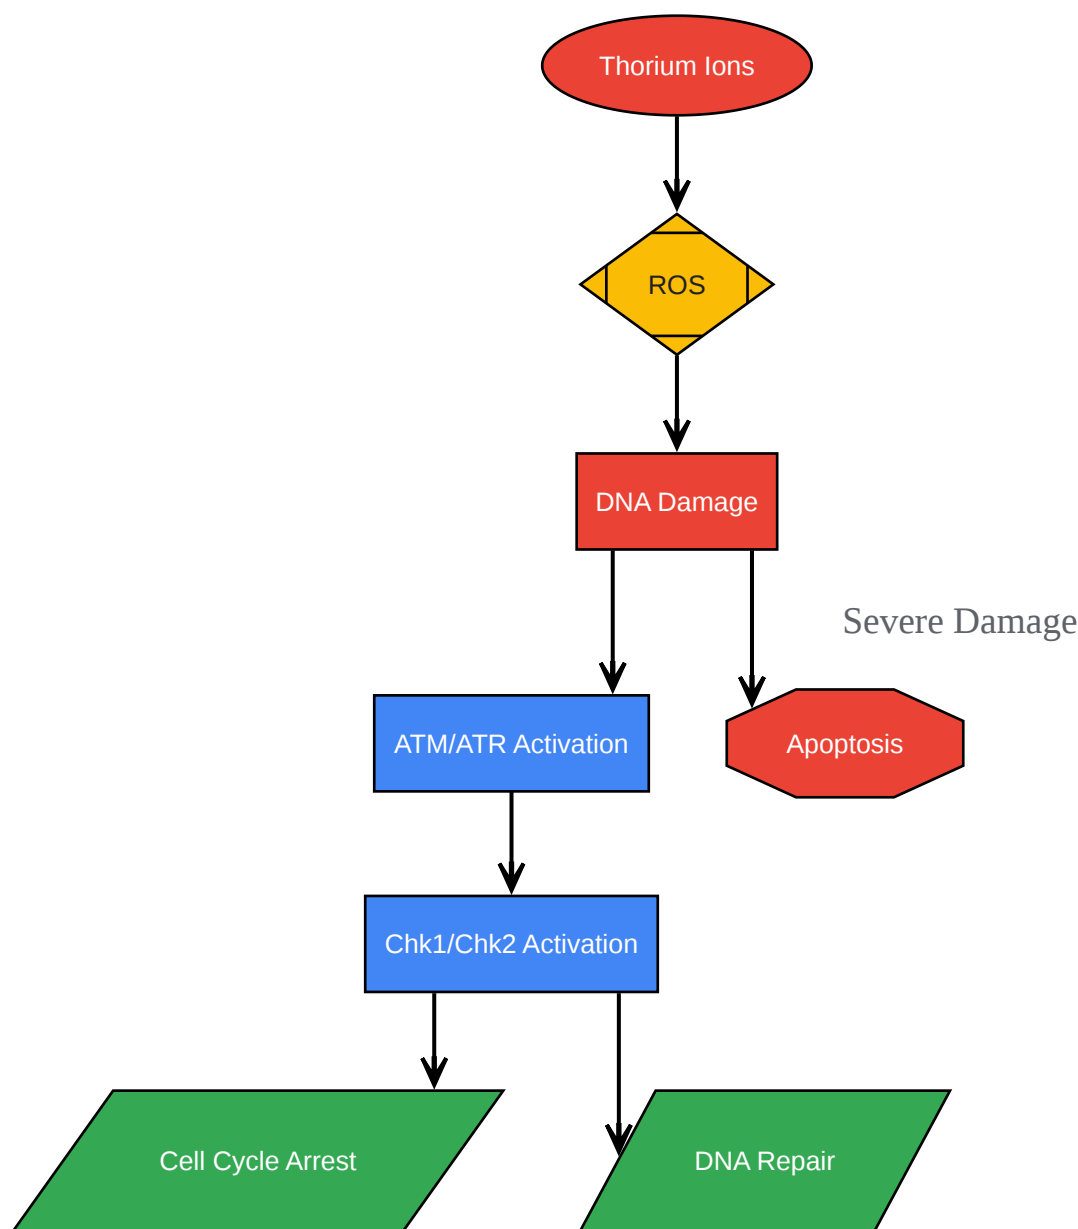 Thorium Ions
ROS
DNA Damage
Severe Damage
ATM/ATR Activation
Apoptosis
Chk1/Chk2 Activation
Cell Cycle Arrest
DNA Repair